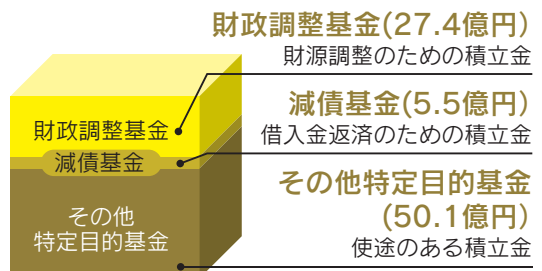 財政調整基金(27.4億円)
財源調整のための積立金
減債基金(5.5億円)
借入金返済のための積立金
その他特定目的基金
(50.1億円)
使途のある積立金
財政調整基金
減債基金
その他
特定目的基金